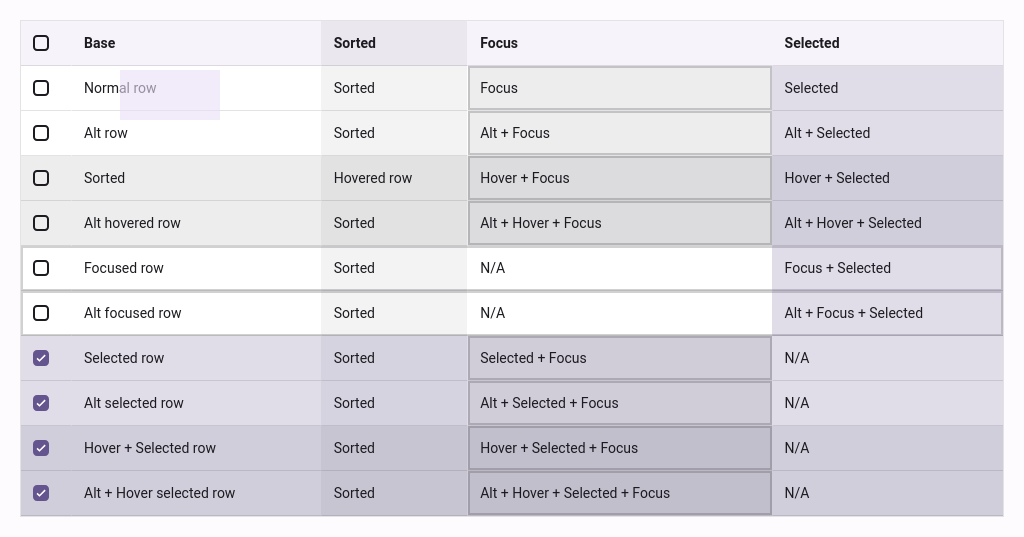 Base Sorted Focus Selected
Normal row Sorted Focus Selected
Alt row Sorted Alt + Focus Alt + Selected
Sorted Hovered row Hover + Focus Hover + Selected
Alt hovered row Sorted Alt + Hover + Focus Alt + Hover + Selected
Focused row Sorted N/A Focus + Selected
Alt focused row Sorted N/A Alt + Focus + Selected
Selected row Sorted Selected + Focus N/A
Alt selected row Sorted Alt + Selected + Focus N/A
Hover + Selected row Sorted Hover + Selected + Focus N/A
Alt + Hover selected row Sorted Alt + Hover + Selected + Focus N/A